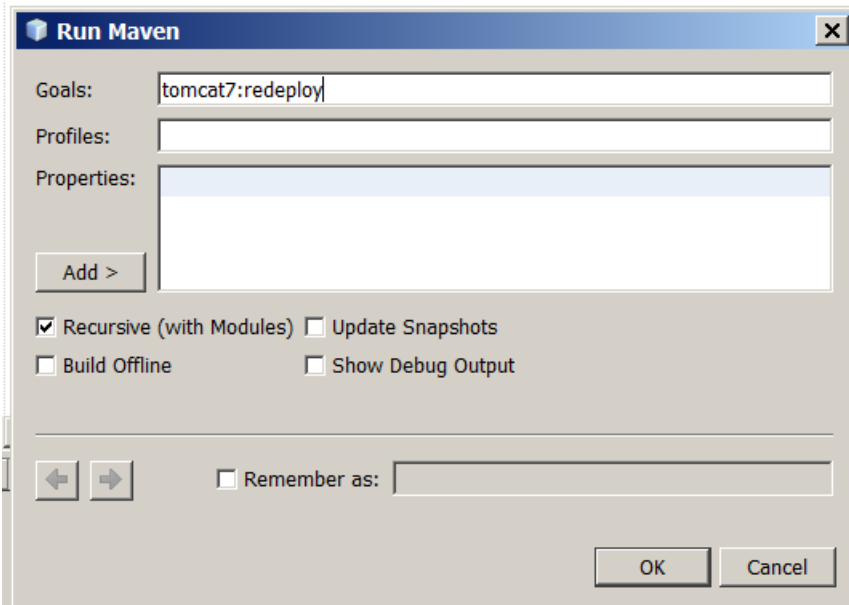 Run Maven
Goals: tomcat7:redeploy
Profiles:
Properties:
Add >
Recursive (with Modules) Update Snapshots
Build Offline Show Debug Output
Remember as:
OK Cancel